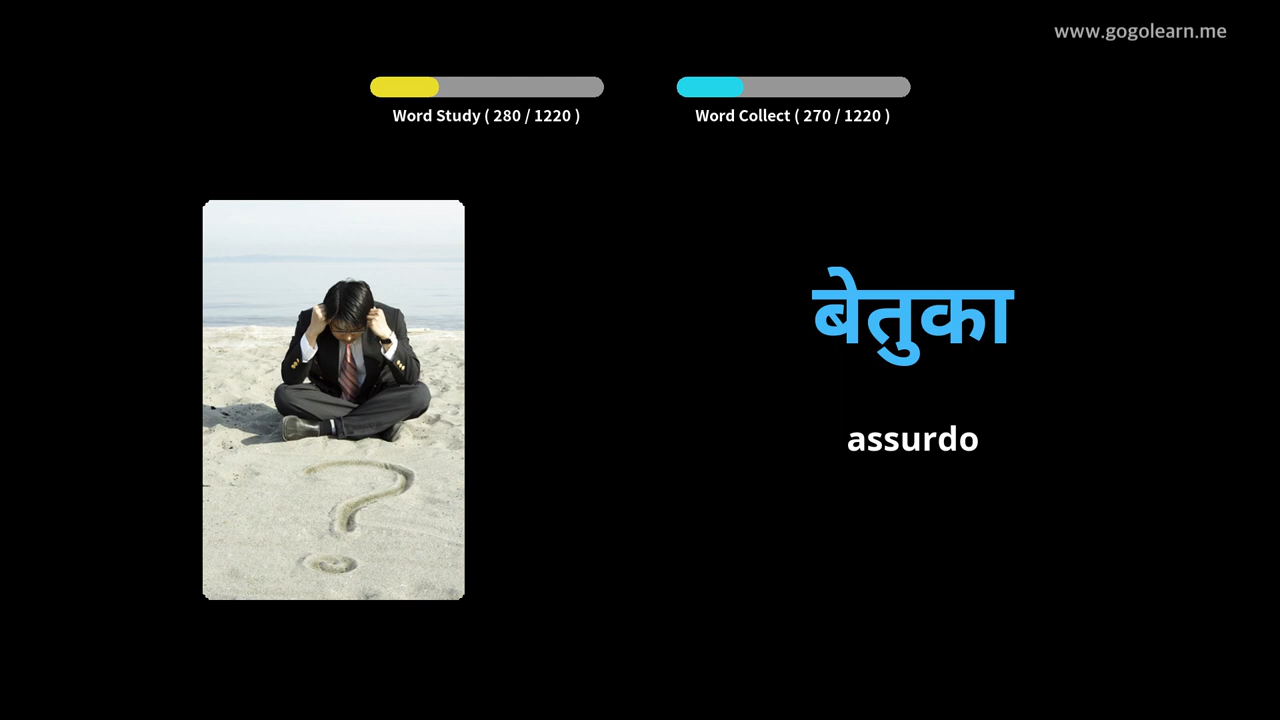 www.gogolearn.me
Word Study ( 280 / 1220 )
Word Collect ( 270 / 1220 )
बेतुका
assurdo
?